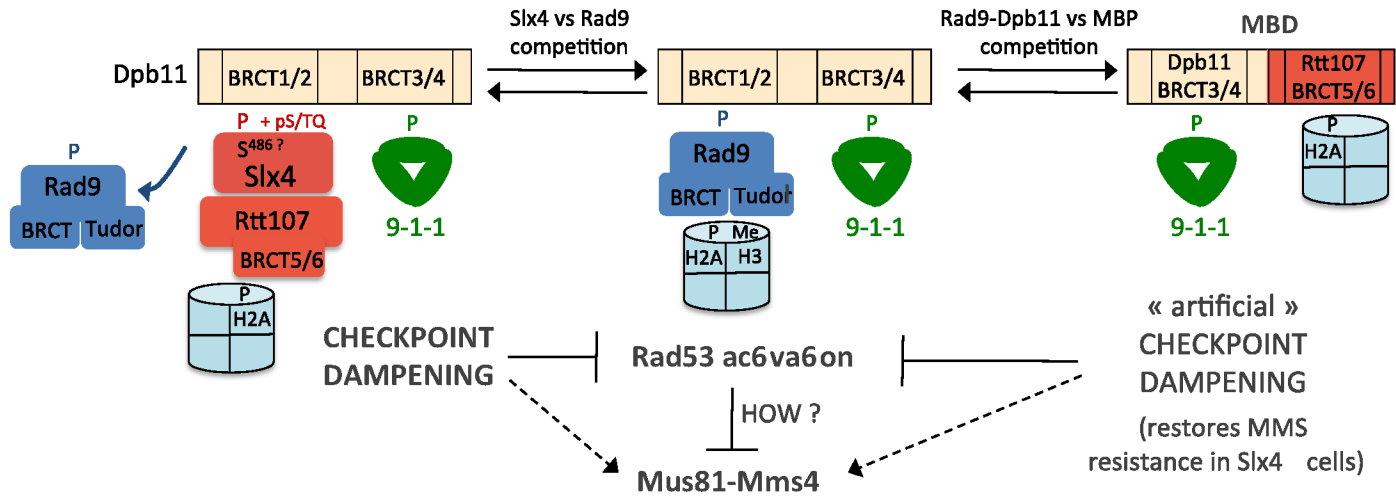 Slx4 vs Rad9
competition
Rad9-Dpb11 vs MBP
competition
MBD
Dpb11
BRCT1/2
BRCT3/4
BRCT1/2
BRCT3/4
Dpb11
BRCT3/4
Rtt107
BRCT5/6
P
Rad9
BRCT
Tudor
P + pS/TQ
S486 ?
Slx4
Rtt107
BRCT5/6
P
H2A
P
9-1-1
P
Rad9
BRCT
Tudor
P Me
H2A H3
P
9-1-1
P
9-1-1
P
H2A
CHECKPOINT
DAMPENING
Rad53 ac6va6on
HOW ?
Mus81-Mms4
« artificial »
CHECKPOINT
DAMPENING
(restores MMS
resistance in Slx4 cells)